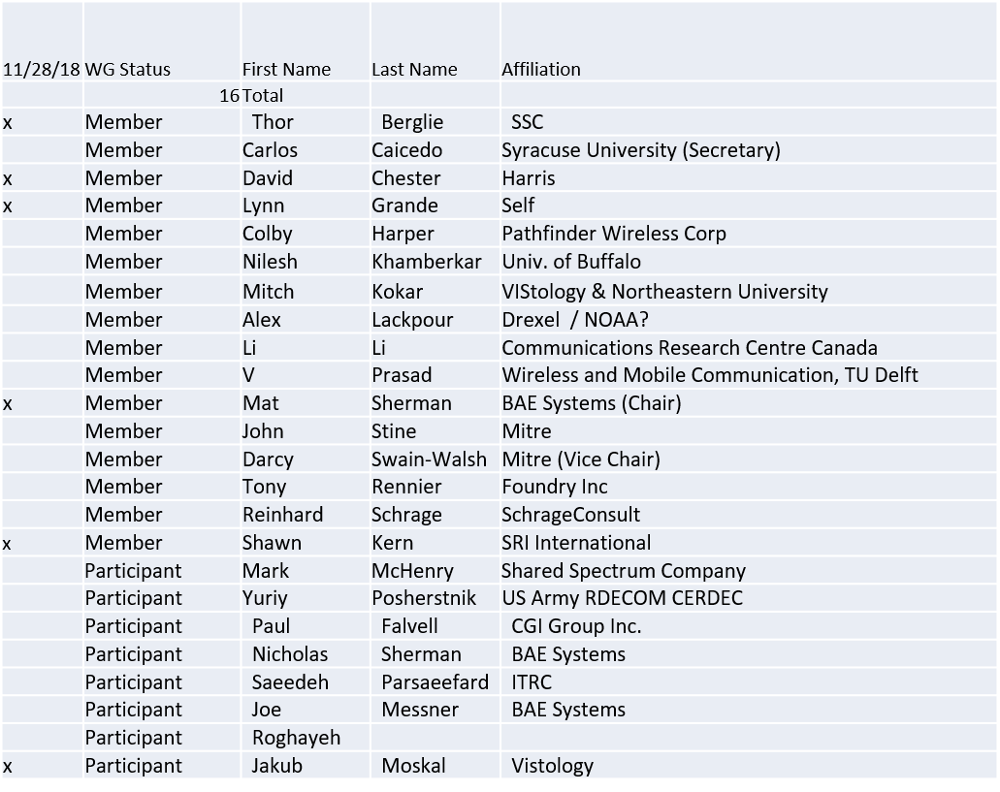 11/28/18 WG Status First Name Last Name Affiliation
16 Total
x Member Thor Berglie SSC
Member Carlos Caicedo Syracuse University (Secretary)
x Member David Chester Harris
x Member Lynn Grande Self
Member Colby Harper Pathfinder Wireless Corp
Member Nilesh Khamberkar Univ. of Buffalo
Member Mitch Kokar VIStology & Northeastern University
Member Alex Lackpour Drexel / NOAA?
Member Li Li Communications Research Centre Canada
Member V Prasad Wireless and Mobile Communication, TU Delft
x Member Mat Sherman BAE Systems (Chair)
Member John Stine Mitre
Member Darcy Swain-Walsh Mitre (Vice Chair)
Member Tony Rennier Foundry Inc
Member Reinhard Schrage SchrageConsult
x Member Shawn Kern SRI International
Participant Mark McHenry Shared Spectrum Company
Participant Yuriy Posherstnik US Army RDECOM CERDEC
Participant Paul Falvell CGI Group Inc.
Participant Nicholas Sherman BAE Systems
Participant Saeedeh Parsaeefard ITRC
Participant Joe Messner BAE Systems
Participant Roghayeh
x Participant Jakub Moskal Vistology